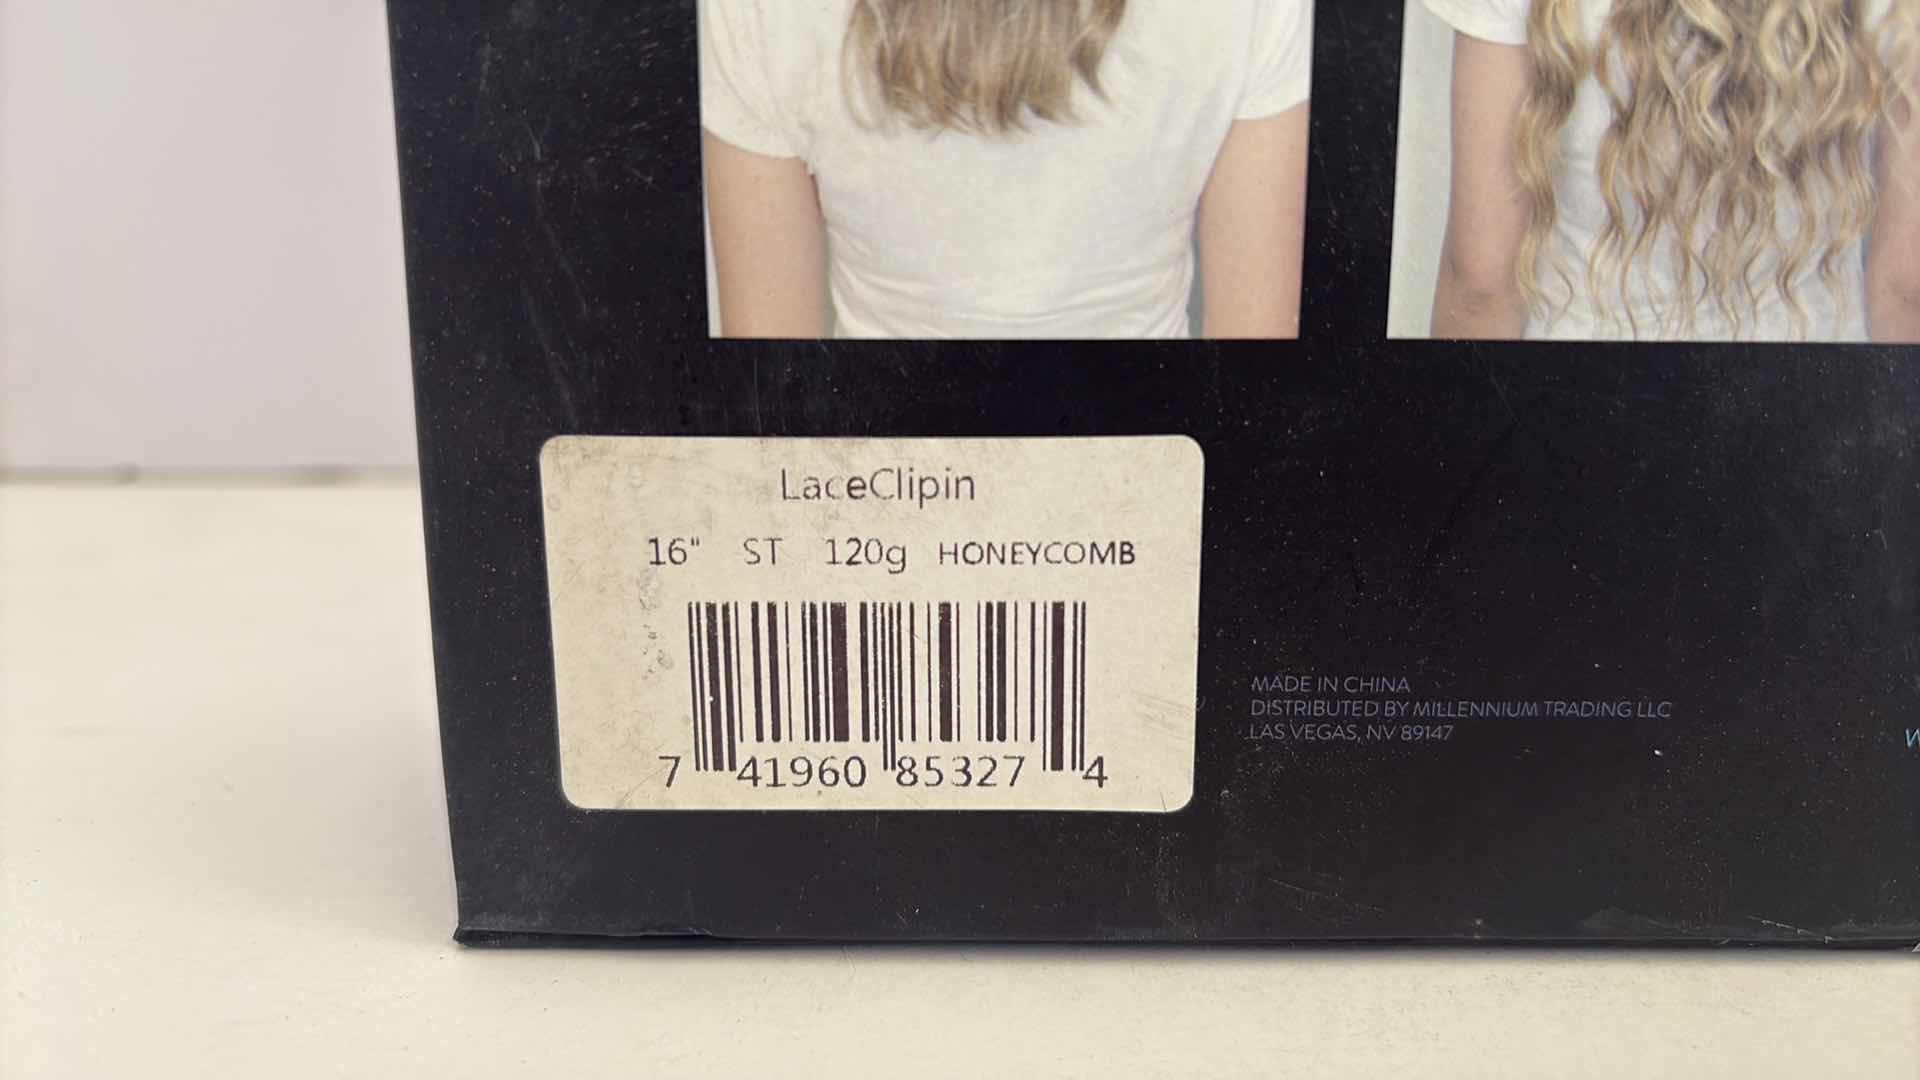 LaceClipin
16" ST 120g HONEYCOMB
7 41960 85327 4
MADE IN CHINA
DISTRIBUTED BY MILLENNIUM TRADING LLC
LAS VEGAS, NV 89147